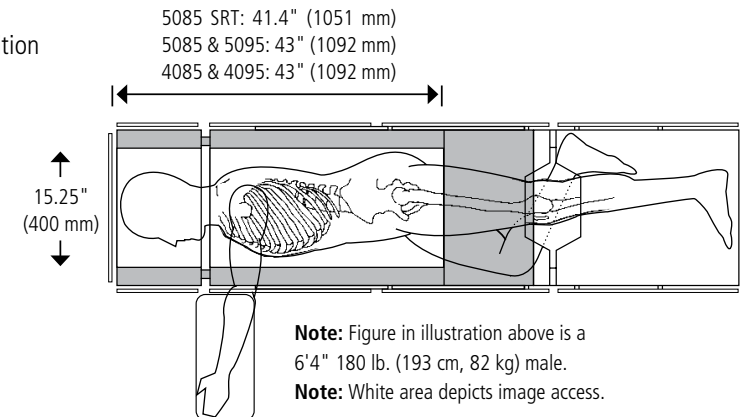 5085 SRT: 41.4" (1051 mm)
tion
5085 & 5095: 43" (1092 mm)
4085 & 4095: 43" (1092 mm)
15.25"
(400 mm)
Note: Figure in illustration above is a
6'4" 180 lb. (193 cm, 82 kg) male.
Note: White area depicts image access.